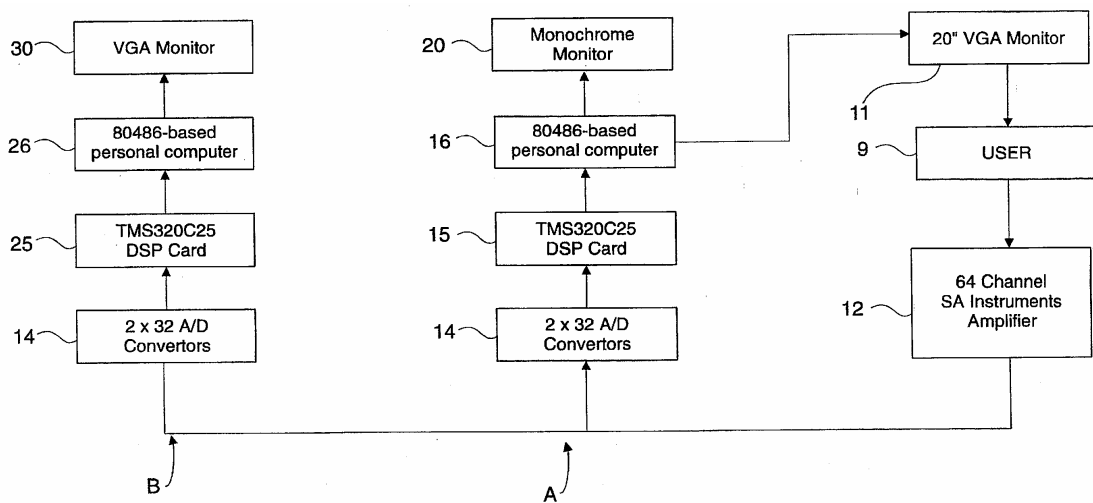 30
VGA Monitor
20
Monochrome
Monitor
20" VGA Monitor
11
26
80486-based
personal computer
16
80486-based
personal computer
9
USER
25
TMS320C25
DSP Card
15
TMS320C25
DSP Card
12
64 Channel
SA Instruments
Amplifier
14
2 x 32 A/D
Convertors
14
2 x 32 A/D
Convertors
B
A